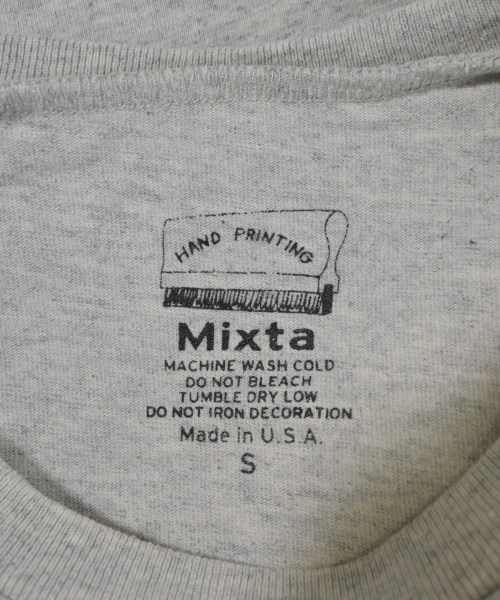 HAND PRINTING
Mixta
MACHINE WASH COLD
DO NOT BLEACH
TUMBLE DRY LOW
DO NOT IRON DECORATION
Made in U.S.A.
S